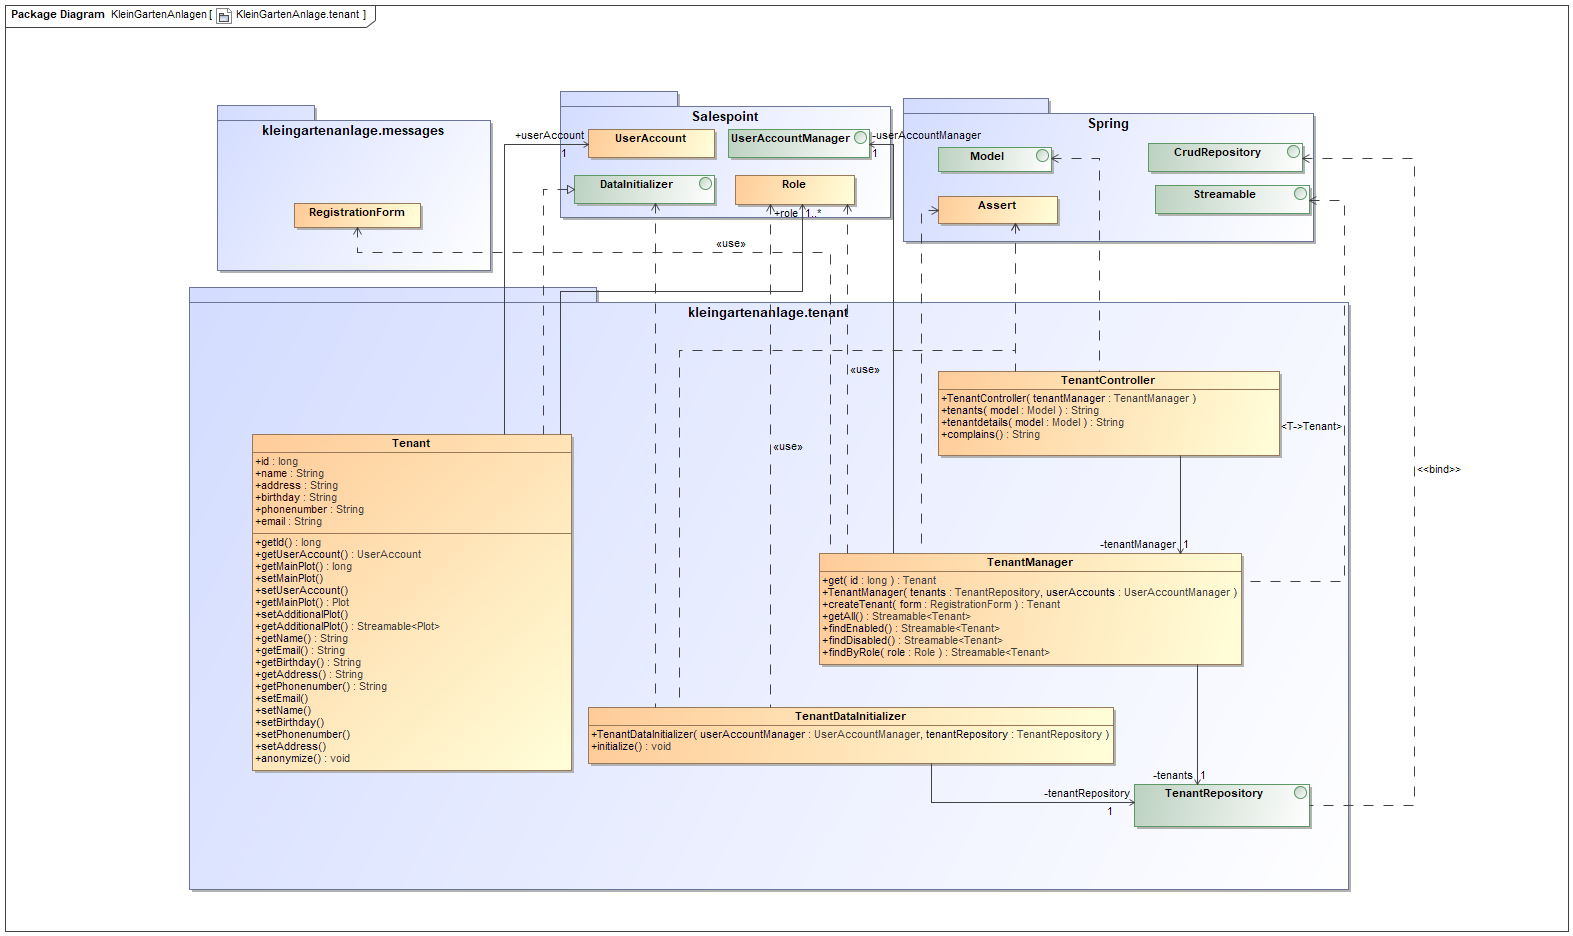 Package Diagram KleinGartenAnlagen [ KleinGartenAnlage.tenant ]
kleingartenanlage.messages
RegistrationForm
Salespoint
+userAccount
1
UserAccount
UserAccountManager
-userAccountManager
1
DataInitializer
Role
+role 1..*
Spring
Model
CrudRepository
Streamable
Assert
«use»
kleingartenanlage.tenant
«use»
«use»
<T->Tenant>
<<bind>>
TenantController
+TenantController( tenantManager : TenantManager )
+tenants( model : Model ) : String
+tenantdetails( model : Model ) : String
+complains() : String
Tenant
+id : long
+name : String
+address : String
+birthday : String
+phonenumber : String
+email : String
+getId() : long
+getUserAccount() : UserAccount
+getMainPlot() : long
+setMainPlot()
+setUserAccount()
+getMainPlot() : Plot
+setAdditionalPlot()
+getAdditionalPlot() : Streamable<Plot>
+getName() : String
+getEmail() : String
+getBirthday() : String
+getAddress() : String
+getPhonenumber() : String
+setEmail()
+setName()
+setBirthday()
+setPhonenumber()
+setAddress()
+anonymize() : void
-tenantManager 1
TenantManager
+get( id : long ) : Tenant
+TenantManager( tenants : TenantRepository, userAccounts : UserAccountManager )
+createTenant( form : RegistrationForm ) : Tenant
+getAll() : Streamable<Tenant>
+findEnabled() : Streamable<Tenant>
+findDisabled() : Streamable<Tenant>
+findByRole( role : Role ) : Streamable<Tenant>
TenantDataInitializer
+TenantDataInitializer( userAccountManager : UserAccountManager, tenantRepository : TenantRepository )
+initialize() : void
-tenants 1
-tenantRepository
1
TenantRepository